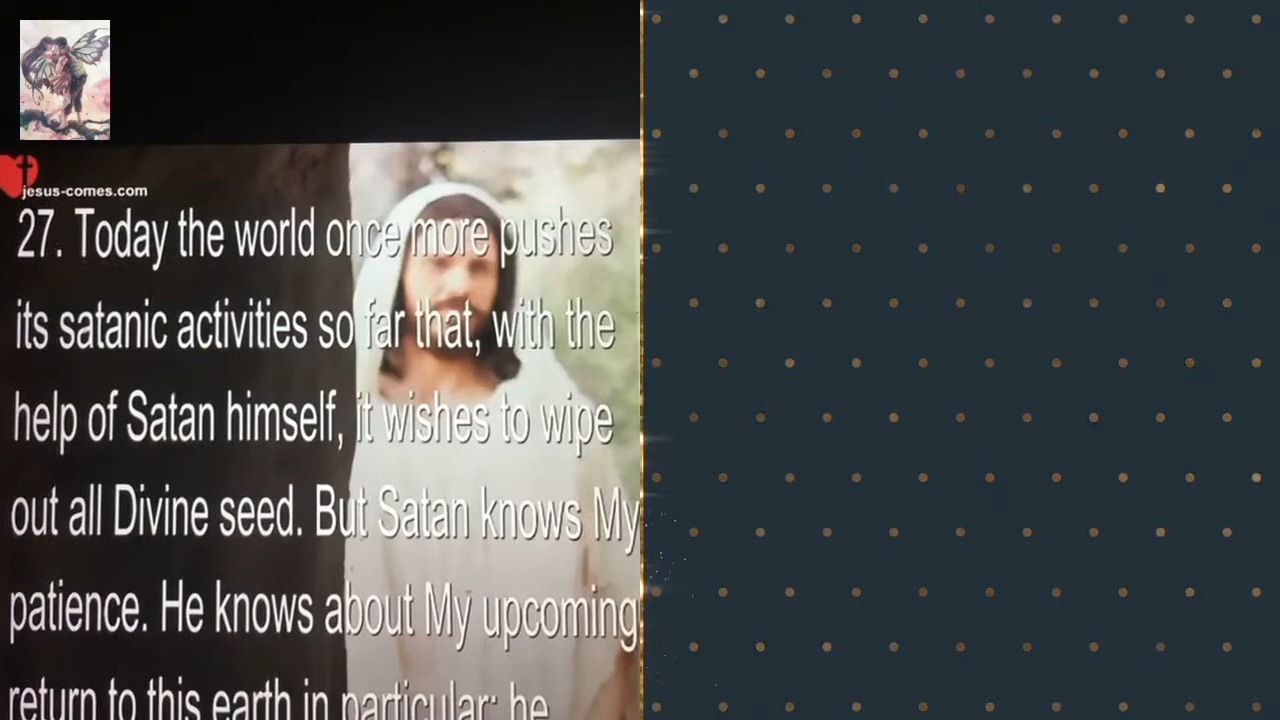 jesus-comes.com
27. Today the world once more pushes
its satanic activities so far that, with the
help of Satan himself, it wishes to wipe
out all Divine seed. But Satan knows My
patience. He knows about My upcoming
return to this earth in particular; he